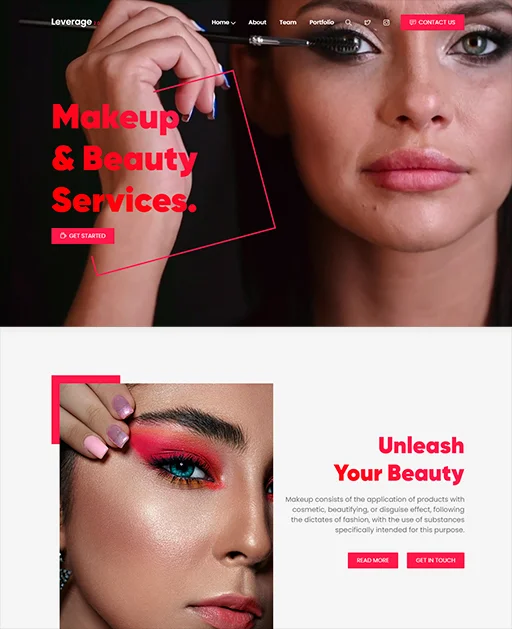 Leverage
Home
About
Team
Portfolio
CONTACT US
Makeup
& Beauty
Services.
GET STARTED
Unleash
Your Beauty
Makeup consists of the application of products with
cosmetic, beautifying, or disguise effect, following
the dictates of fashion, with the use of substances
specifically intended for this purpose.
READ MORE
GET IN TOUCH